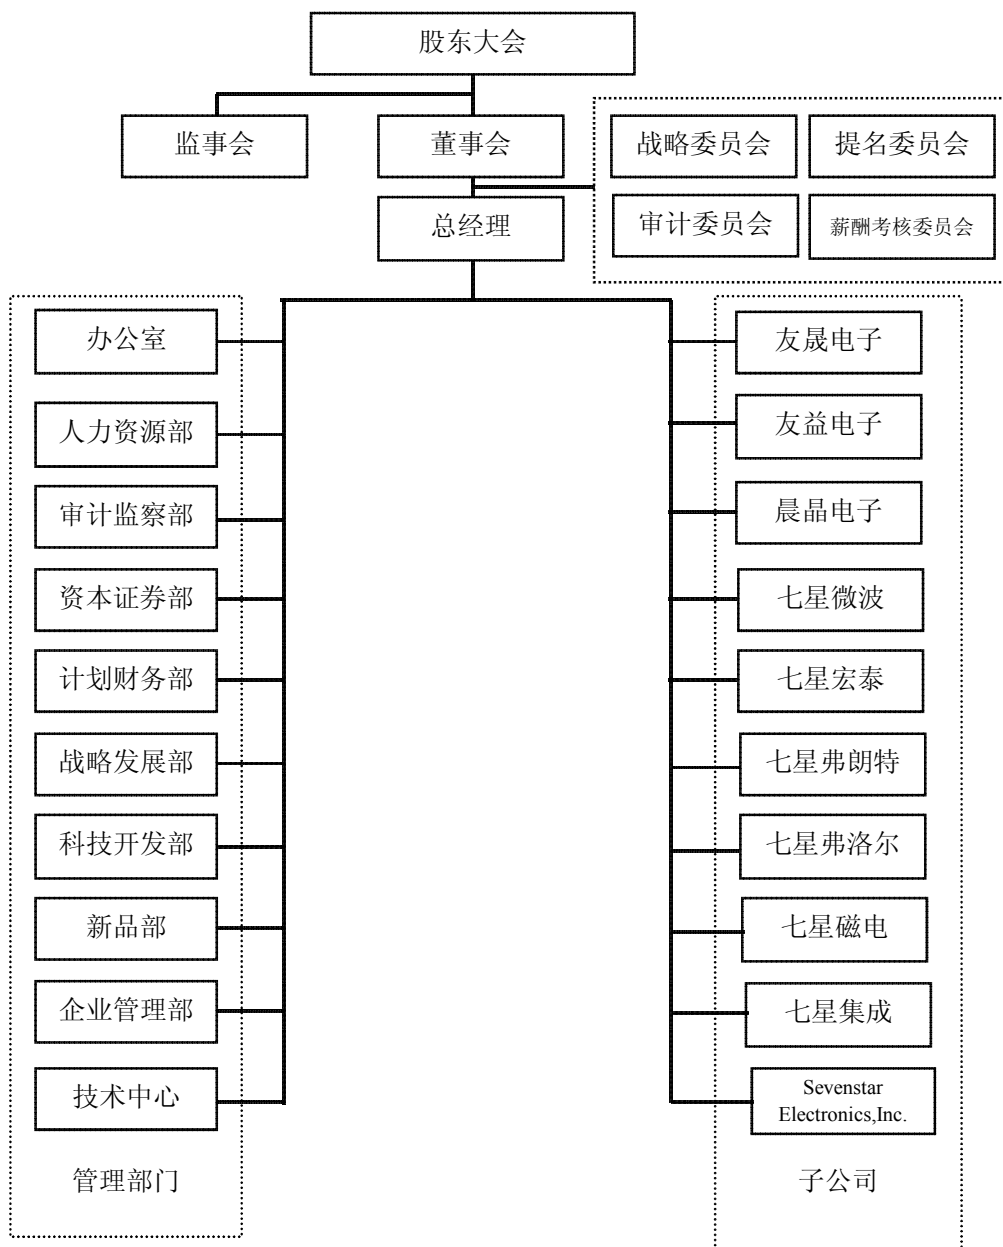 股东大会
监事会
董事会
战略委员会
提名委员会
总经理
审计委员会
薪酬考核委员会
办公室
人力资源部
审计监察部
资本证券部
计划财务部
战略发展部
科技开发部
新品部
企业管理部
技术中心
管理部门
友晟电子
友益电子
晨晶电子
七星微波
七星宏泰
七星弗朗特
七星弗洛尔
七星磁电
七星集成
Sevenstar
Electronics,Inc.
子公司